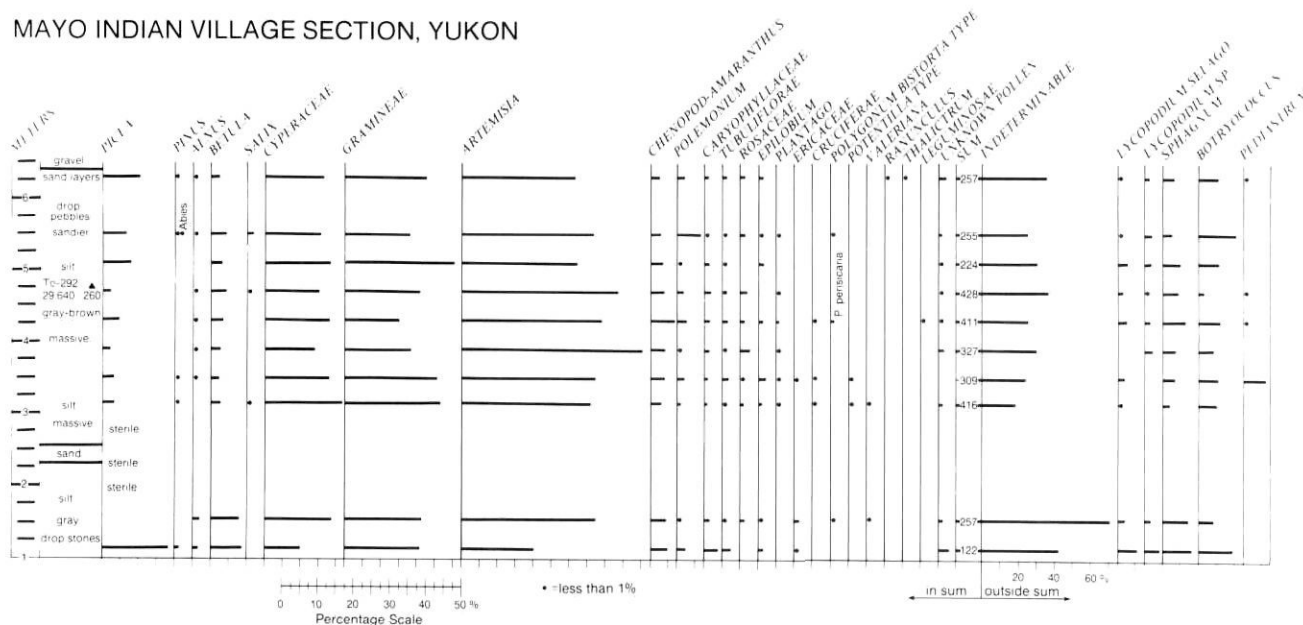 MAYO INDIAN VILLAGE SECTION, YUKON
METERS
PICEA
PINUS
ALNUS
BETULA
SALIX
CYPERACEAE
GRAMINEAE
ARTEMISIA
CHENOPOD-AMARANTHUS
POLEMONIUM
CARYOPHYLLACEAE
TUBULIFLORAE
ROSACEAE
EPILOBIUM
PLANTAGO
ERICACEAE
CRUCIFERAE
POLYGONUM BISTORTA TYPE
POTENTILLA TYPE
VALERIANA
RANUNCULUS
THALICTRUM
LEGUMINOSAE
UNKNOWN POLLEN
SUM
INDETERMINABLE
LYCOPODIUM SELAGO
LYCOPODIUM SP
SPHAGNUM
BOTRYOCOCCUS
PEDIASTRUM
gravel
sand layers 257
6
drop
pebbles
Abies
sandier 255
5 silt 224
29 640 260 428
P. persicaria
gray-brown 411
4 massive 327
309
3 silt 416
massive sterile
sand
sterile
2 sterile
silt
gray 257
drop stones 122
1
0 10 20 30 40 50 %
Percentage Scale
• =less than 1%
20 40 60 %
in sum outside sum